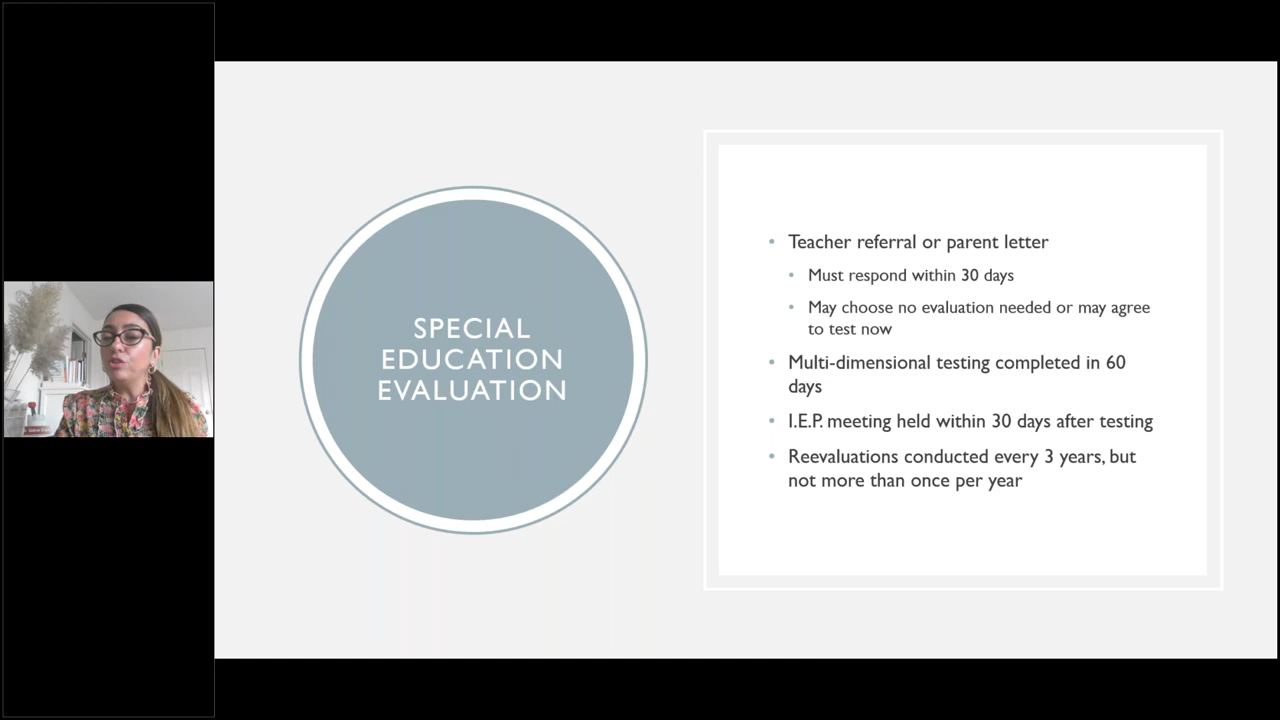 SPECIAL
EDUCATION
EVALUATION
• Teacher referral or parent letter
• Must respond within 30 days
• May choose no evaluation needed or may agree
to test now
• Multi-dimensional testing completed in 60
days
• I.E.P. meeting held within 30 days after testing
• Reevaluations conducted every 3 years, but
not more than once per year